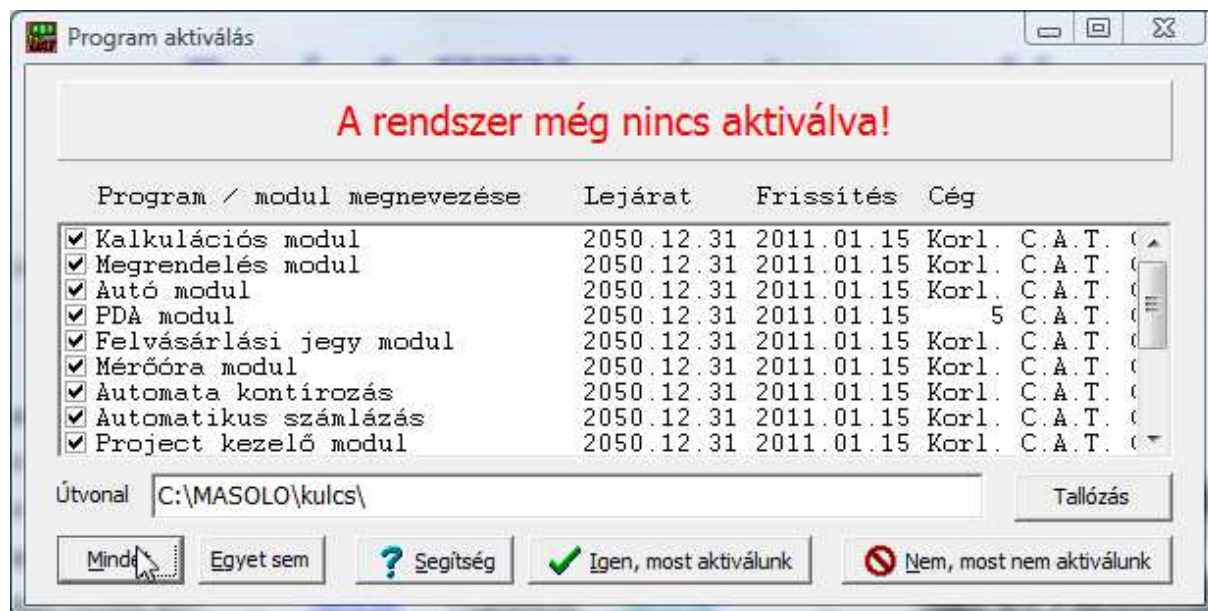 Program aktiválás
A rendszer még nincs aktiválva!
Program / modul megnevezése Lejárat Frissítés Cég
Kalkulációs modul 2050.12.31 2011.01.15 Korl. C.A.T.
Megrendelés modul 2050.12.31 2011.01.15 Korl. C.A.T.
Autó modul 2050.12.31 2011.01.15 Korl. C.A.T.
PDA modul 2050.12.31 2011.01.15 5 C.A.T.
Felvásárlási jegy modul 2050.12.31 2011.01.15 Korl. C.A.T.
Mérőóra modul 2050.12.31 2011.01.15 Korl. C.A.T.
Automata kontírozás 2050.12.31 2011.01.15 Korl. C.A.T.
Automatikus számlázás 2050.12.31 2011.01.15 Korl. C.A.T.
Project kezelő modul 2050.12.31 2011.01.15 Korl. C.A.T.
Útvonal C:\MASOLO\kulcs\ Tallózás
Egyet sem ? Segítség Igen, most aktiválunk Nem, most nem aktiválunk